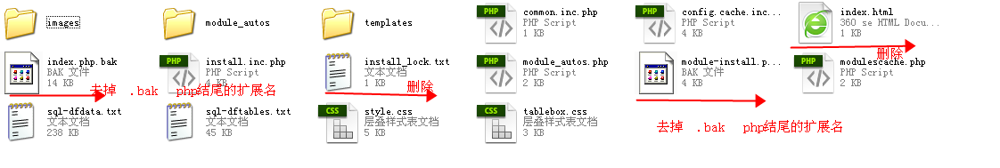 images
module_autos
templates
common.inc.php
PHP Script
1 KB
config.cache.inc...
PHP Script
4 KB
index.html
360 se HTML Docu...
1 KB
删除
index.php.bak
BAK 文件
14 KB
去掉 .bak php结尾的扩展名
install.inc.php
PHP Script
4 KB
install_lock.txt
文本文档
删除
module_autos.php
PHP Script
2 KB
module-install.p...
BAK 文件
4 KB
去掉 .bak php结尾的扩展名
modulescache.php
PHP Script
2 KB
sql-dfdata.txt
文本文档
238 KB
sql-dftables.txt
文本文档
45 KB
style.css
层叠样式表文档
5 KB
tablebox.css
层叠样式表文档
3 KB